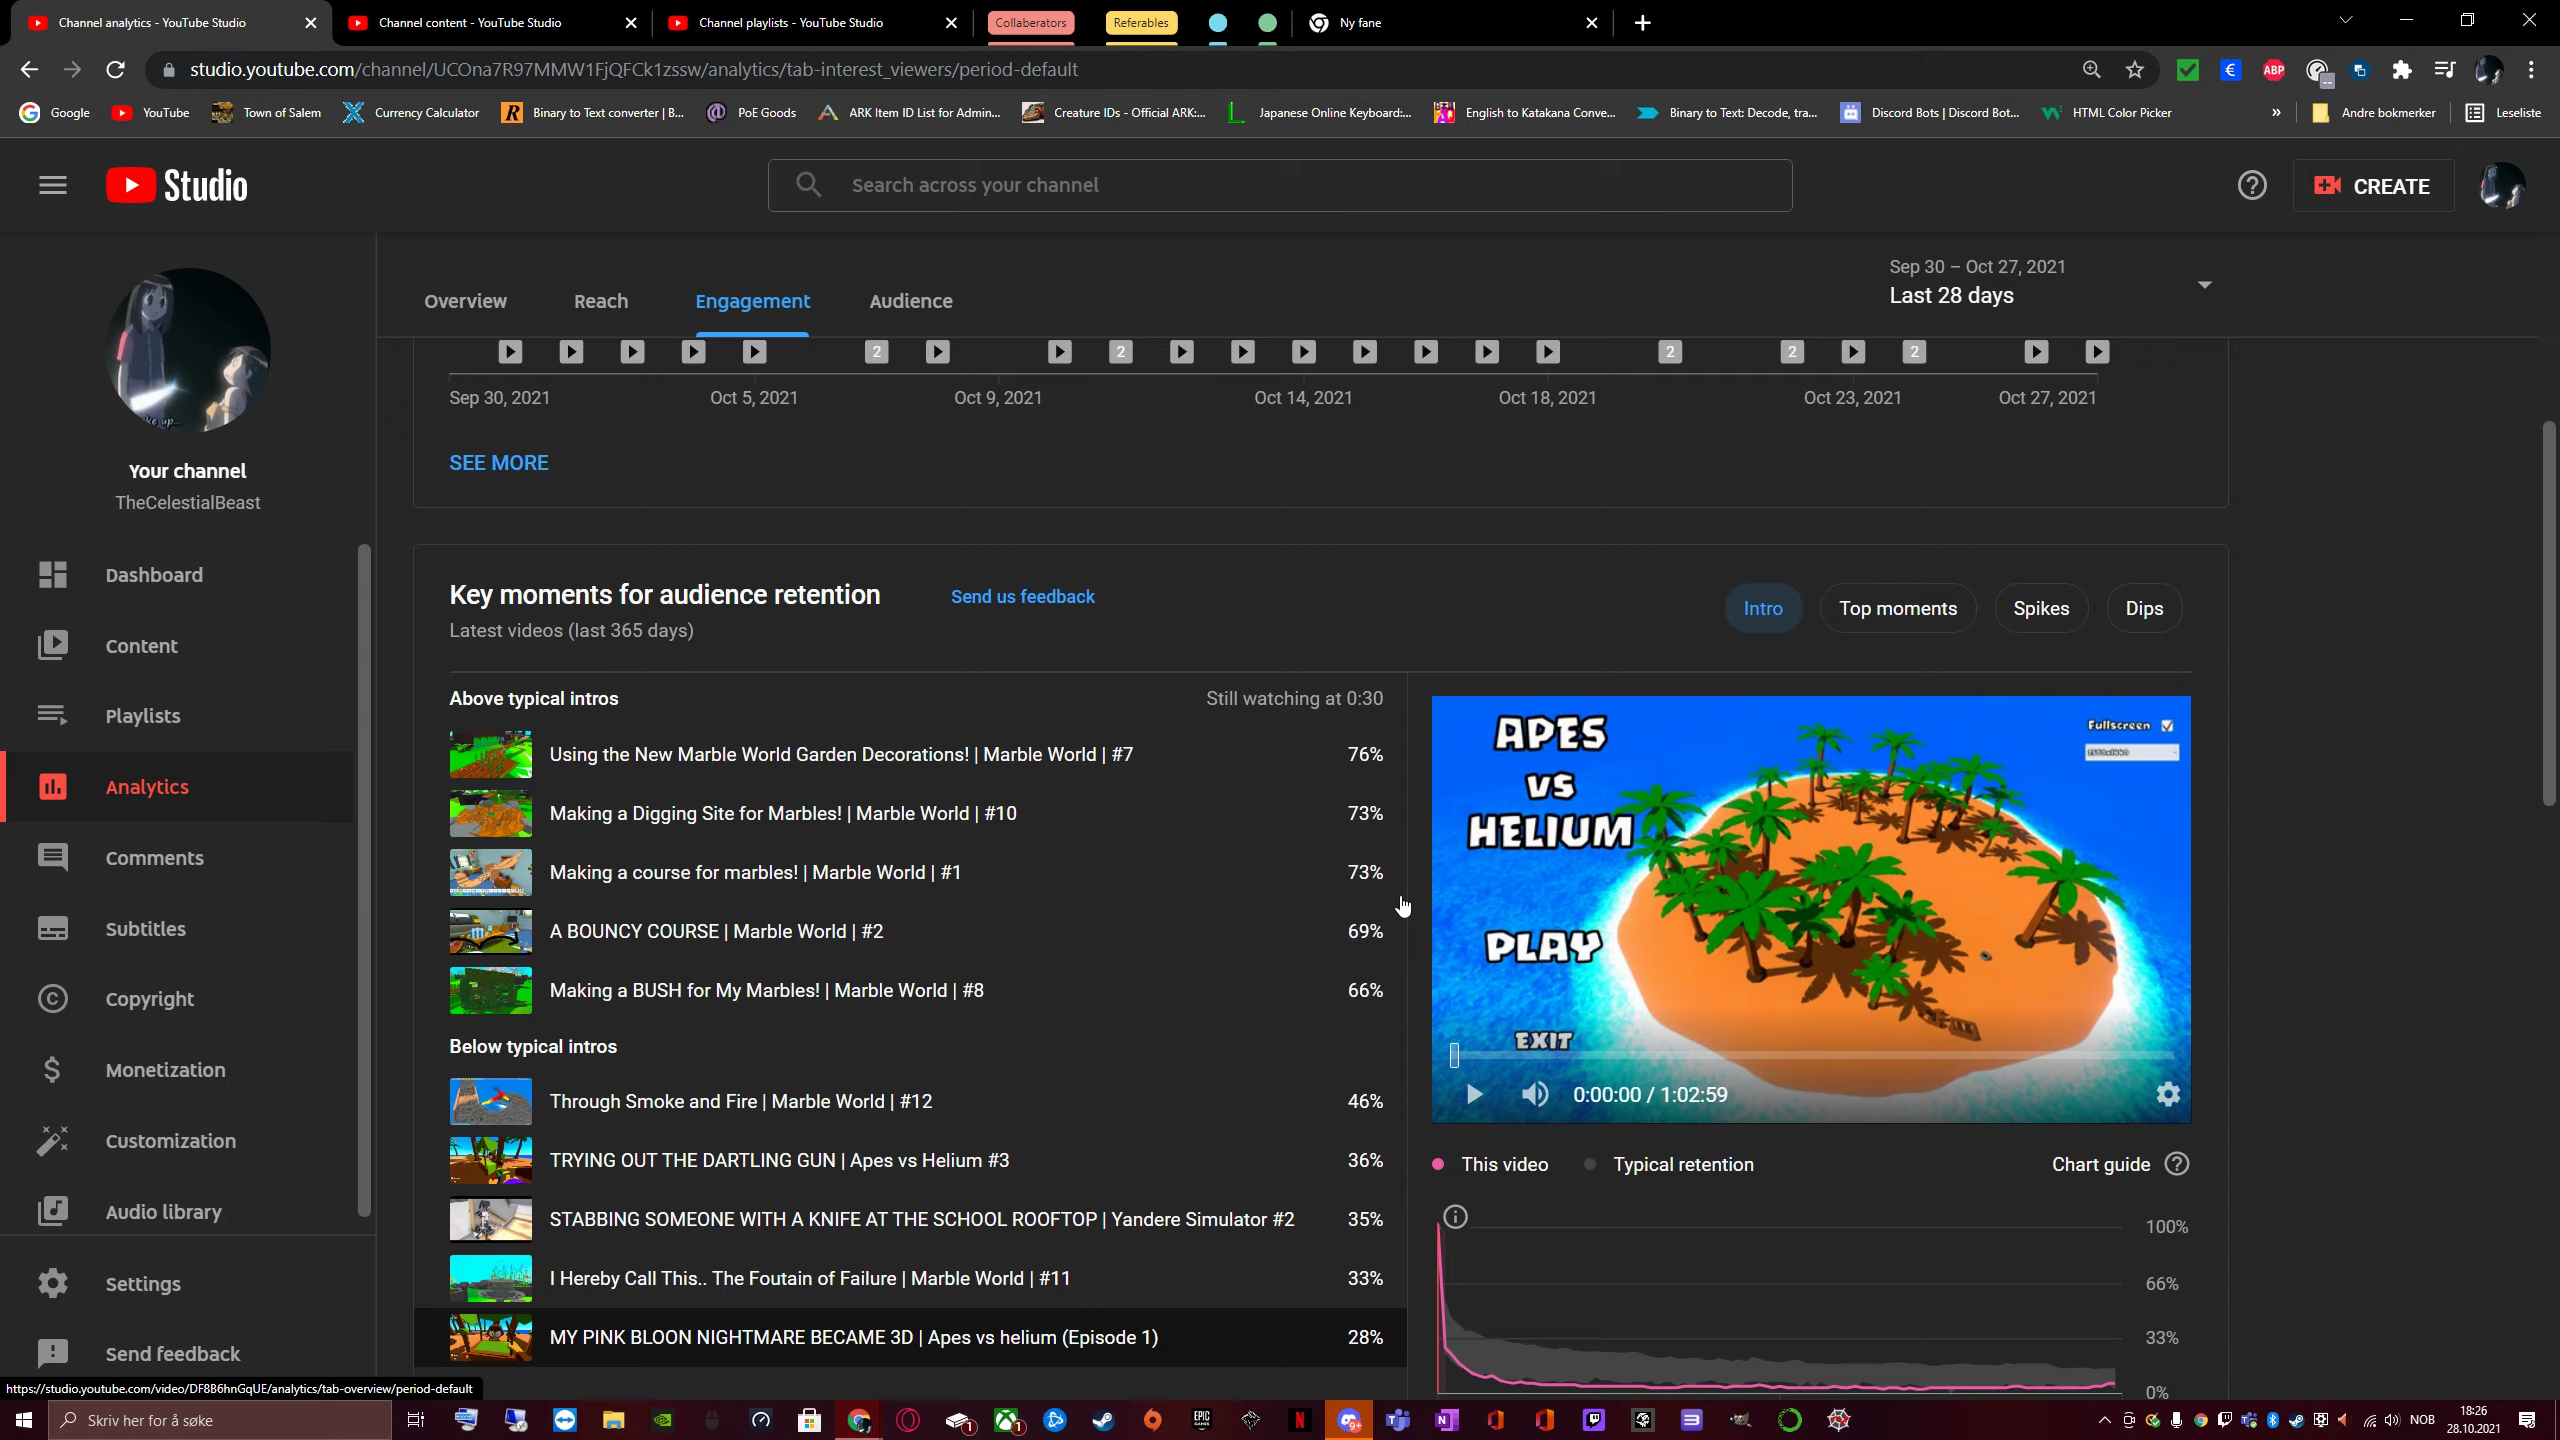 Channel analytics - YouTube Studio
Channel content - YouTube Studio
Channel playlists - YouTube Studio
Collaberators
Referables
Ny fane
studio.youtube.com/channel/UCOna7R97MMW1FjQFCk1zssw/analytics/tab-interest_viewers/period-default
ABP
Google
YouTube
Town of Salem
Currency Calculator
Binary to Text converter | B...
PoE Goods
ARK Item ID List for Admin...
Creature IDs - Official ARK:...
Japanese Online Keyboard:...
English to Katakana Conve...
Binary to Text: Decode, tra...
Discord Bots | Discord Bot...
HTML Color Picker
»
Andre bokmerker
Leseliste
Studio
Search across your channel
CREATE
Your channel
TheCelestialBeast
Dashboard
Content
Playlists
Analytics
Comments
Subtitles
Copyright
Monetization
Customization
Audio library
Settings
Send feedback
Overview
Reach
Engagement
Audience
Sep 30 – Oct 27, 2021
Last 28 days
2 2 2 2 2
Sep 30, 2021
Oct 5, 2021
Oct 9, 2021
Oct 14, 2021
Oct 18, 2021
Oct 23, 2021
Oct 27, 2021
SEE MORE
Key moments for audience retention
Send us feedback
Latest videos (last 365 days)
Intro
Top moments
Spikes
Dips
Above typical intros
Still watching at 0:30
Using the New Marble World Garden Decorations! | Marble World | #7 76%
Making a Digging Site for Marbles! | Marble World | #10 73%
Making a course for marbles! | Marble World | #1 73%
A BOUNCY COURSE | Marble World | #2 69%
Making a BUSH for My Marbles! | Marble World | #8 66%
Below typical intros
Through Smoke and Fire | Marble World | #12 46%
TRYING OUT THE DARTLING GUN | Apes vs Helium #3 36%
STABBING SOMEONE WITH A KNIFE AT THE SCHOOL ROOFTOP | Yandere Simulator #2 35%
I Hereby Call This.. The Foutain of Failure | Marble World | #11 33%
MY PINK BLOON NIGHTMARE BECAME 3D | Apes vs helium (Episode 1) 28%
APES
VS
HELIUM
PLAY
EXIT
Fullscreen
0:00:00 / 1:02:59
This video
Typical retention
Chart guide
100%
66%
33%
0%
https://studio.youtube.com/video/DF8B6hnGqUE/analytics/tab-overview/period-default
Skriv her for å søke
NOB
18:26
28.10.2021